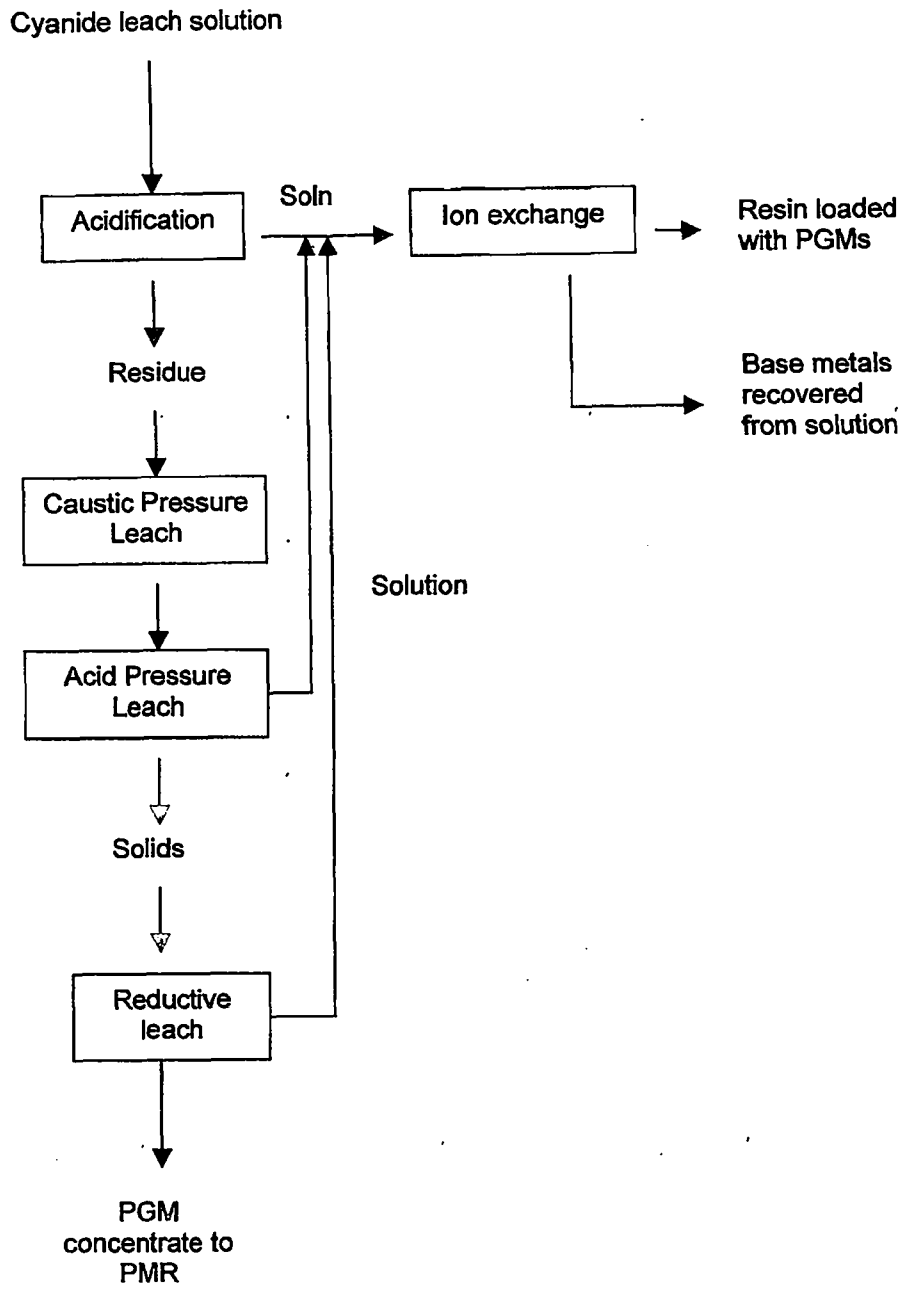 Cyanide leach solution
Acidification
Soln
Ion exchange
Resin loaded
with PGMs
Residue
Base metals
recovered
from solution
Caustic Pressure
Leach
Solution
Acid Pressure
Leach
Solids
Reductive
leach
PGM
concentrate to
PMR